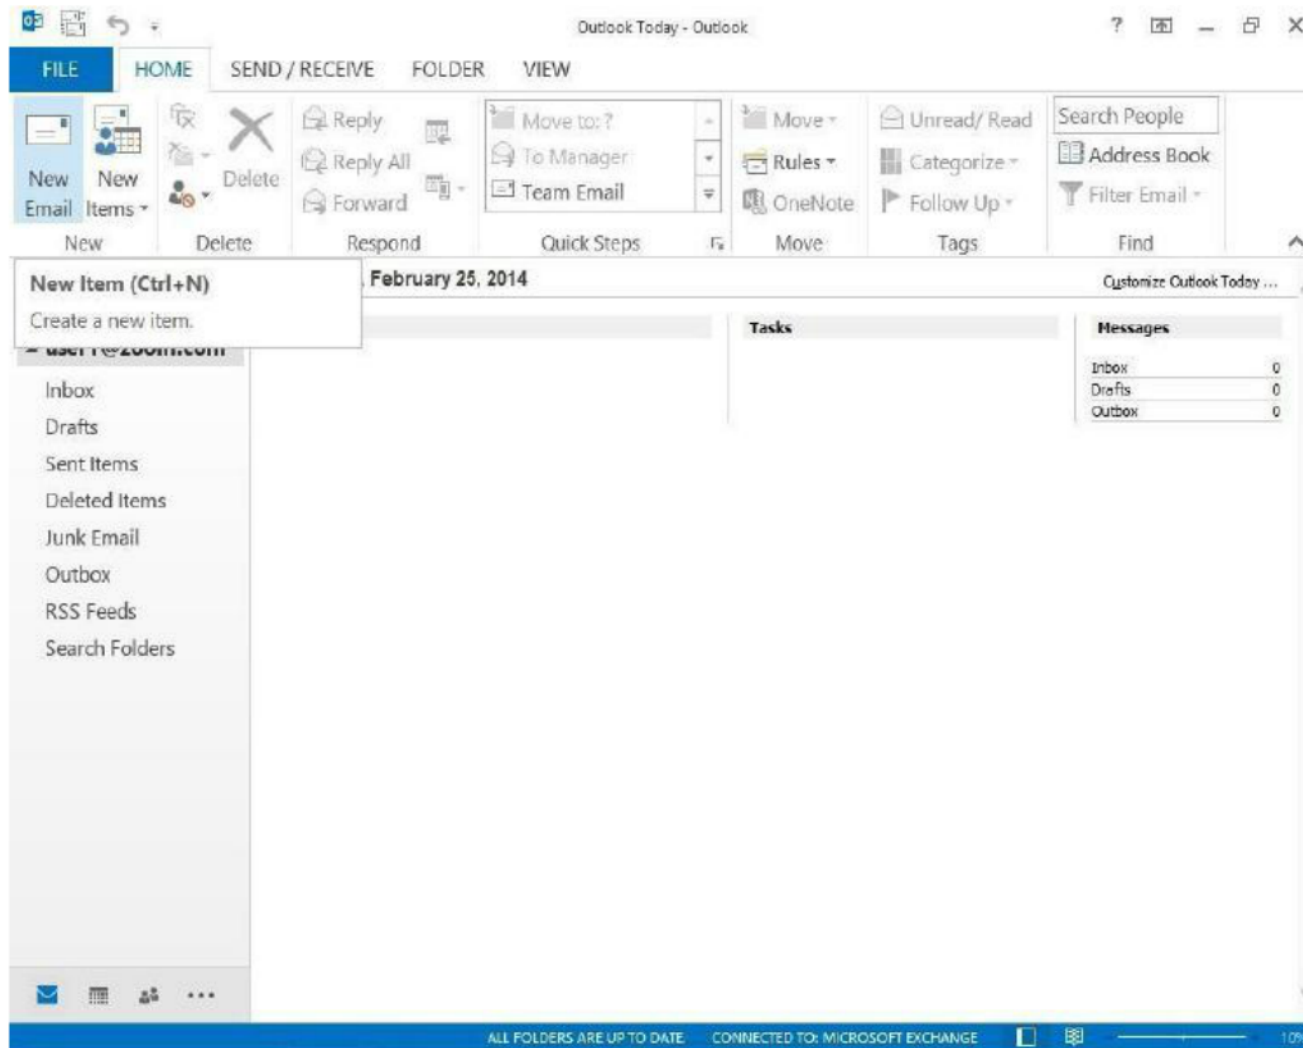 Outlook Today - Outlook
FILE HOME SEND / RECEIVE FOLDER VIEW
New Email
New Items
Delete
Reply
Reply All
Forward
Move to: ?
To Manager
Team Email
Move
Rules
OneNote
Unread/ Read
Categorize
Follow Up
Search People
Address Book
Filter Email
New Delete Respond Quick Steps Move Tags Find
New Item (Ctrl+N)
Create a new item.
February 25, 2014
Customize Outlook Today ...
Tasks
Messages
Inbox 0
Drafts 0
Outbox 0
Inbox
Drafts
Sent Items
Deleted Items
Junk Email
Outbox
RSS Feeds
Search Folders
ALL FOLDERS ARE UP TO DATE CONNECTED TO: MICROSOFT EXCHANGE